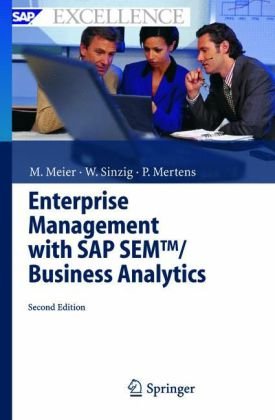 SAP EXCELLENCE
M. Meier · W. Sinzig · P. Mertens
Enterprise
Management
with SAP SEM™/
Business Analytics
Second Edition
Springer